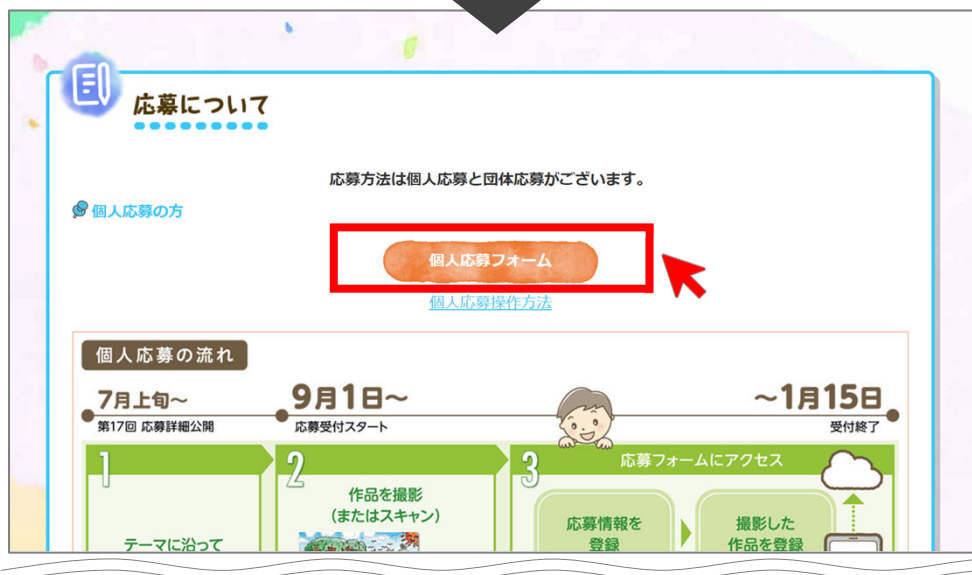 応募について
応募方法は個人応募と団体応募がございます。
個人応募の方
個人応募フォーム
個人応募操作方法
個人応募の流れ
7月上旬～
第17回 応募詳細公開
9月1日～
応募受付スタート
～1月15日
受付終了
1
テーマに沿って
2
作品を撮影
(またはスキャン)
3
応募フォームにアクセス
応募情報を
登録
撮影した
作品を登録